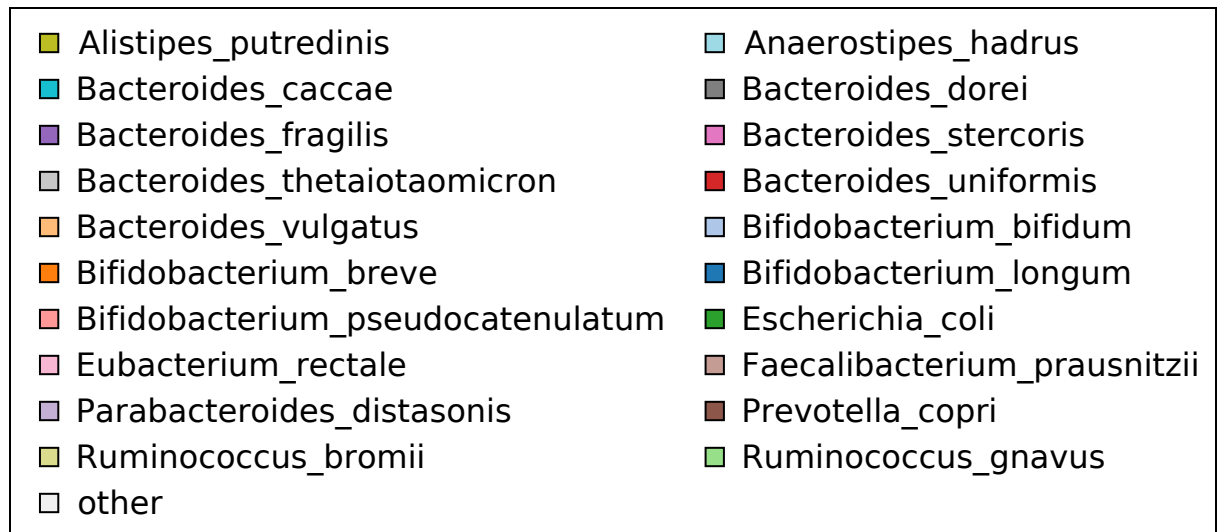 Alistipes_putredinis
Anaerostipes_hadrus
Bacteroides_caccae
Bacteroides_dorei
Bacteroides_fragilis
Bacteroides_stercoris
Bacteroides_thetaiotaomicron
Bacteroides_uniformis
Bacteroides_vulgatus
Bifidobacterium_bifidum
Bifidobacterium_breve
Bifidobacterium_longum
Bifidobacterium_pseudocatenulatum
Escherichia_coli
Eubacterium_rectale
Faecalibacterium_prausnitzii
Parabacteroides_distasonis
Prevotella_copri
Ruminococcus_bromii
Ruminococcus_gnavus
other